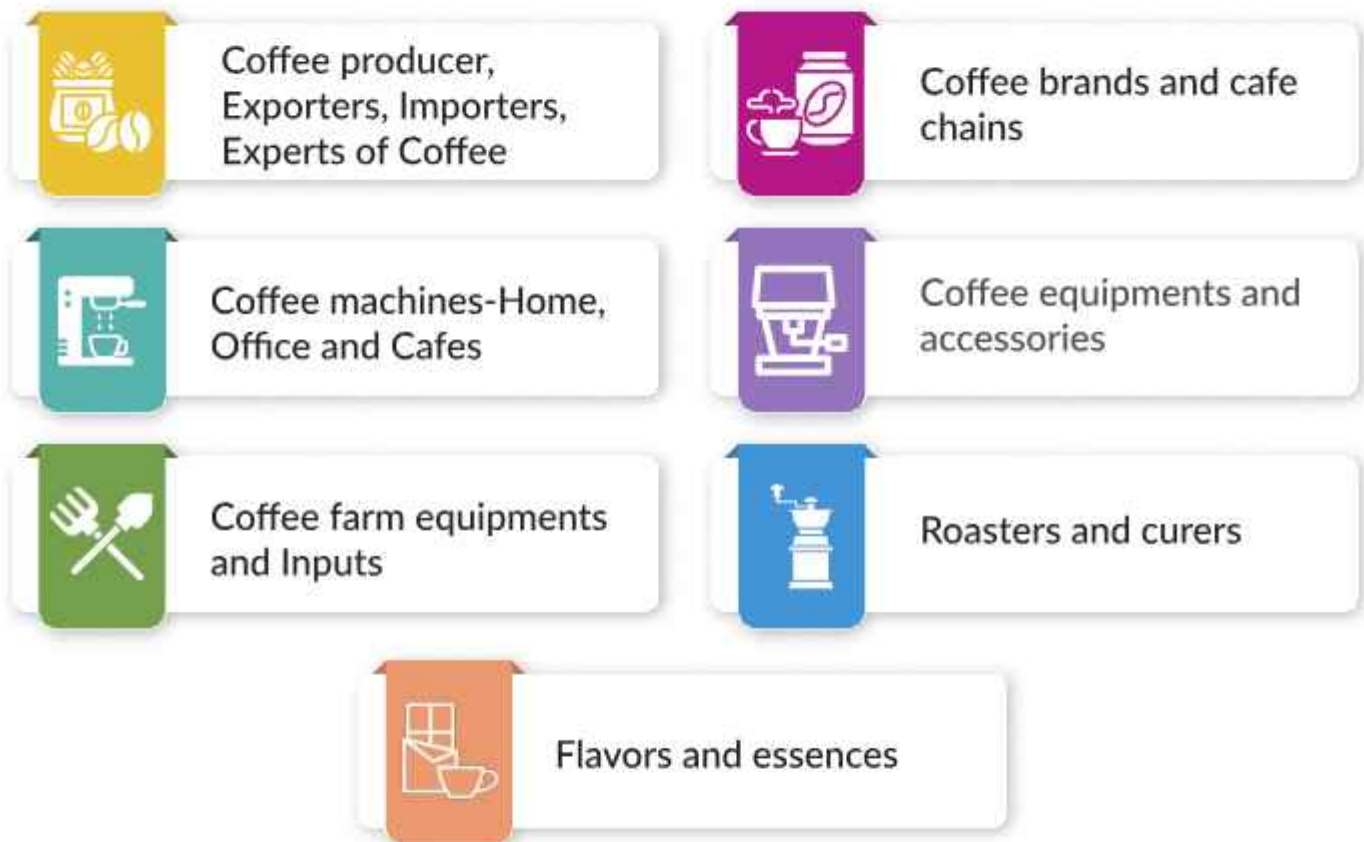 Coffee producer,
Exporters, Importers,
Experts of Coffee
Coffee brands and cafe
chains
Coffee machines-Home,
Office and Cafes
Coffee equipments and
accessories
Coffee farm equipments
and Inputs
Roasters and curers
Flavors and essences